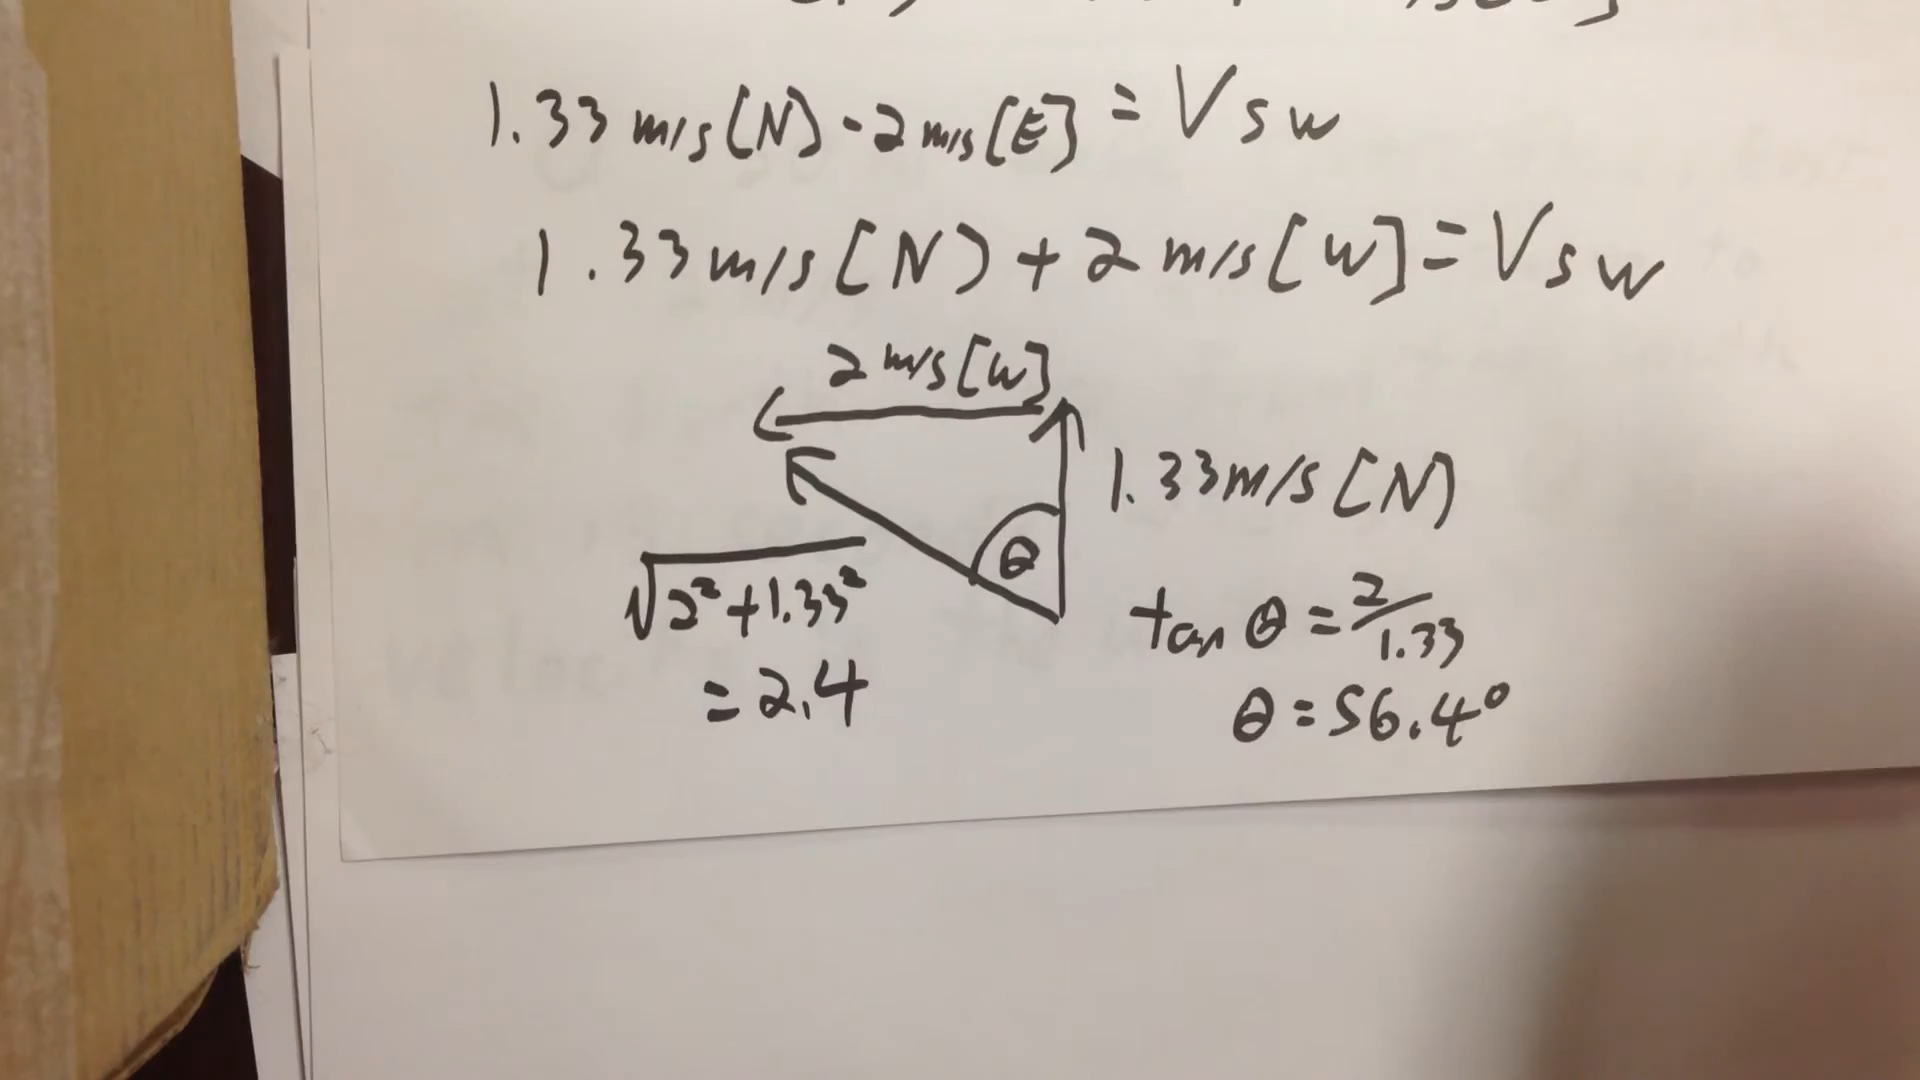 1.33 m/s [N] - 2 m/s [E] = Vsw
1.33 m/s [N] + 2 m/s [W] = Vsw
2 m/s [W]
1.33 m/s [N]
θ
√2²+1.33²
= 2.4
tan θ = 2/1.33
θ = 56.4°